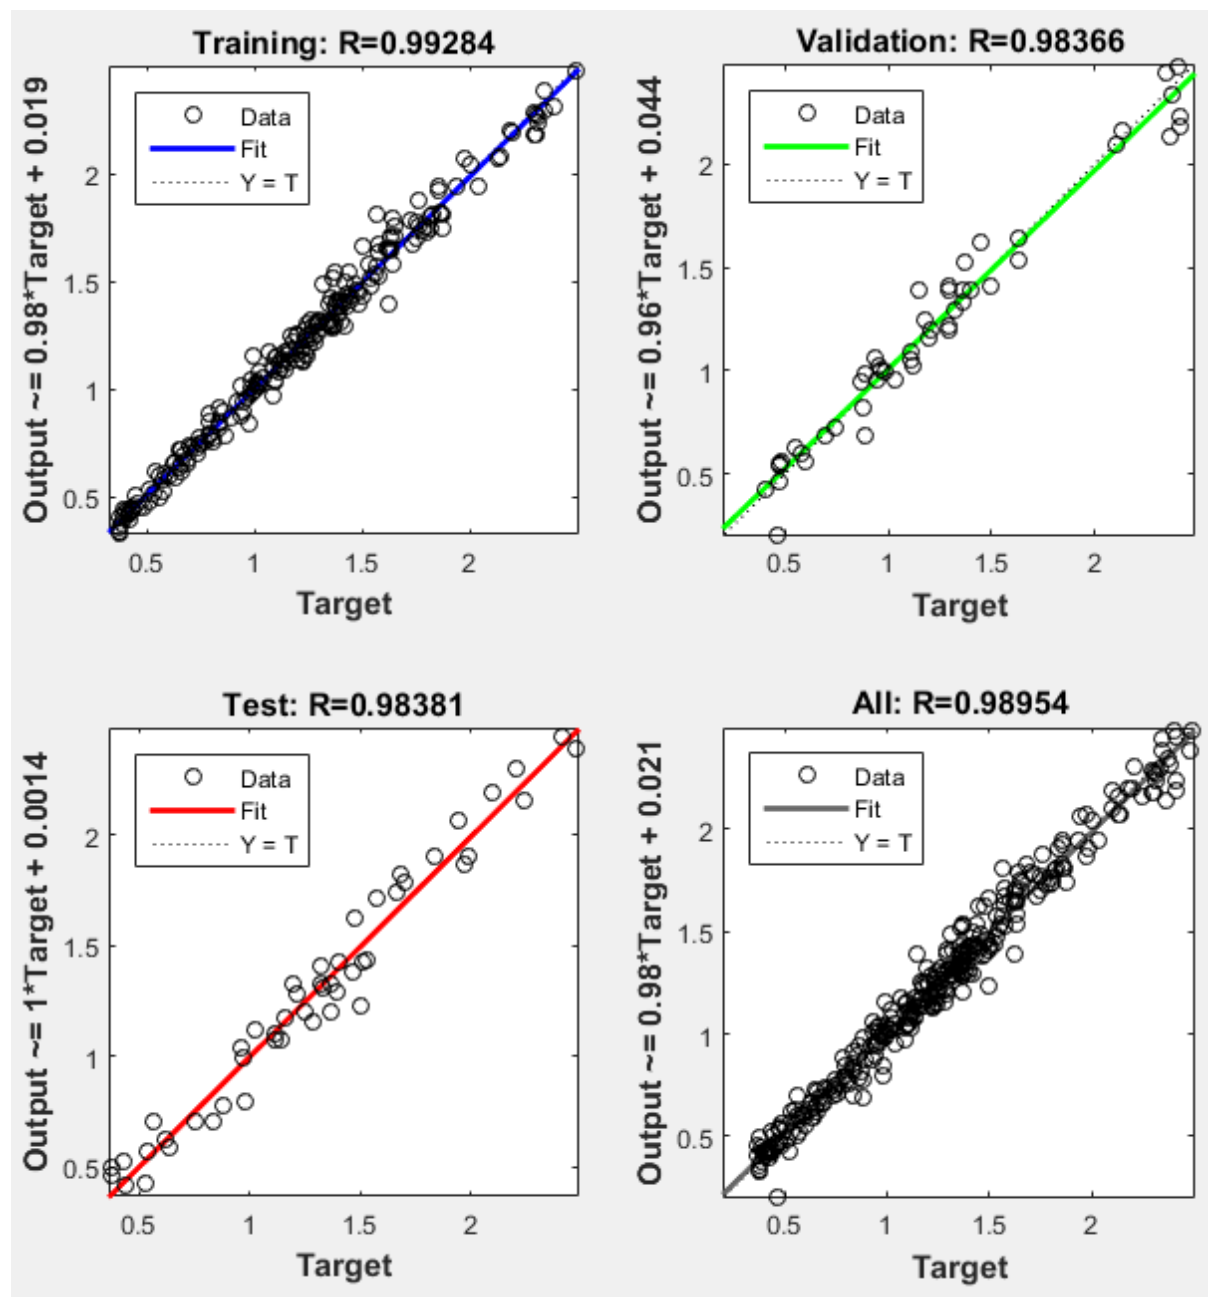 Training: R=0.99284
Output ~= 0.98*Target + 0.019
Data
Fit
Y = T
2
1.5
1
0.5
0.5 1 1.5 2
Target
Validation: R=0.98366
Output ~= 0.96*Target + 0.044
Data
Fit
Y = T
2
1.5
1
0.5
0.5 1 1.5 2
Target
Test: R=0.98381
Output ~= 1*Target + 0.0014
Data
Fit
Y = T
2
1.5
1
0.5
0.5 1 1.5 2
Target
All: R=0.98954
Output ~= 0.98*Target + 0.021
Data
Fit
Y = T
2
1.5
1
0.5
0.5 1 1.5 2
Target